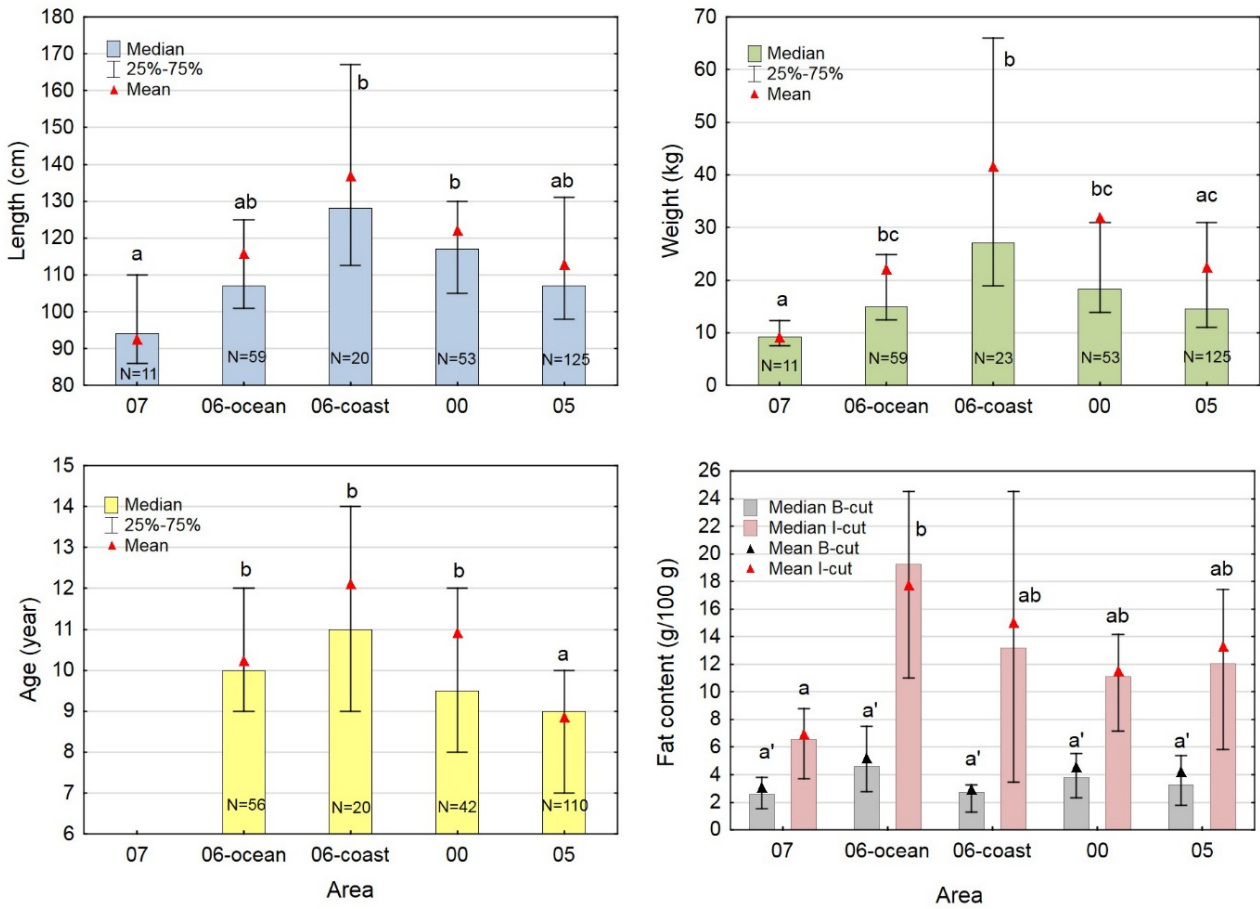 180
170
160
150
140
130
120
110
100
90
80
Length (cm)
Median
25%-75%
Mean
a
ab
b
b
ab
N=11
N=59
N=20
N=53
N=125
07
06-ocean
06-coast
00
05
70
60
50
40
30
20
10
0
Weight (kg)
Median
25%-75%
Mean
a
bc
b
bc
ac
N=11
N=59
N=23
N=53
N=125
07
06-ocean
06-coast
00
05
15
14
13
12
11
10
9
8
7
6
Age (year)
Median
25%-75%
Mean
b
b
b
a
N=56
N=20
N=42
N=110
07
06-ocean
06-coast
00
05
Area
26
24
22
20
18
16
14
12
10
8
6
4
2
0
Fat content (g/100 g)
Median B-cut
Median I-cut
Mean B-cut
Mean I-cut
a'
a
a'
b
a'
ab
a'
ab
a'
ab
07
06-ocean
06-coast
00
05
Area